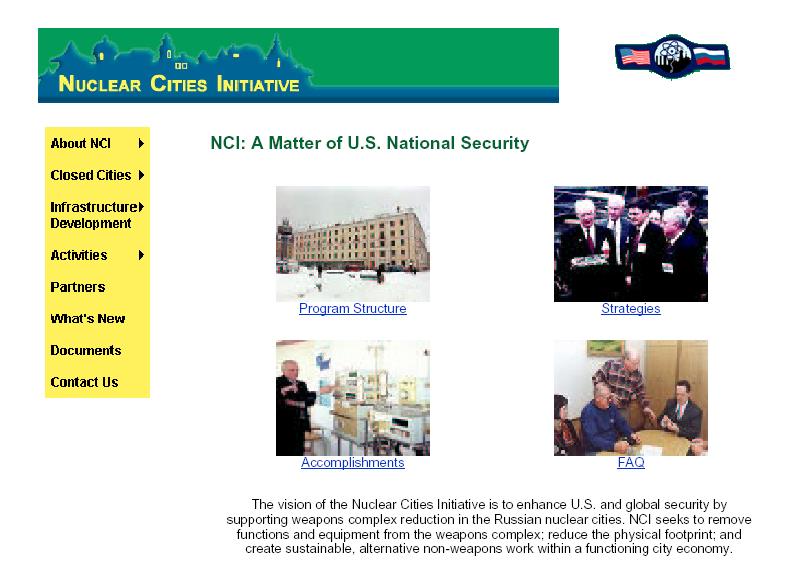 NUCLEAR CITIES INITIATIVE
About NCI
Closed Cities
Infrastructure
Development
Activities
Partners
What's New
Documents
Contact Us
NCI: A Matter of U.S. National Security
Program Structure
Strategies
Accomplishments
FAQ
The vision of the Nuclear Cities Initiative is to enhance U.S. and global security by
supporting weapons complex reduction in the Russian nuclear cities. NCI seeks to remove
functions and equipment from the weapons complex; reduce the physical footprint; and
create sustainable, alternative non-weapons work within a functioning city economy.